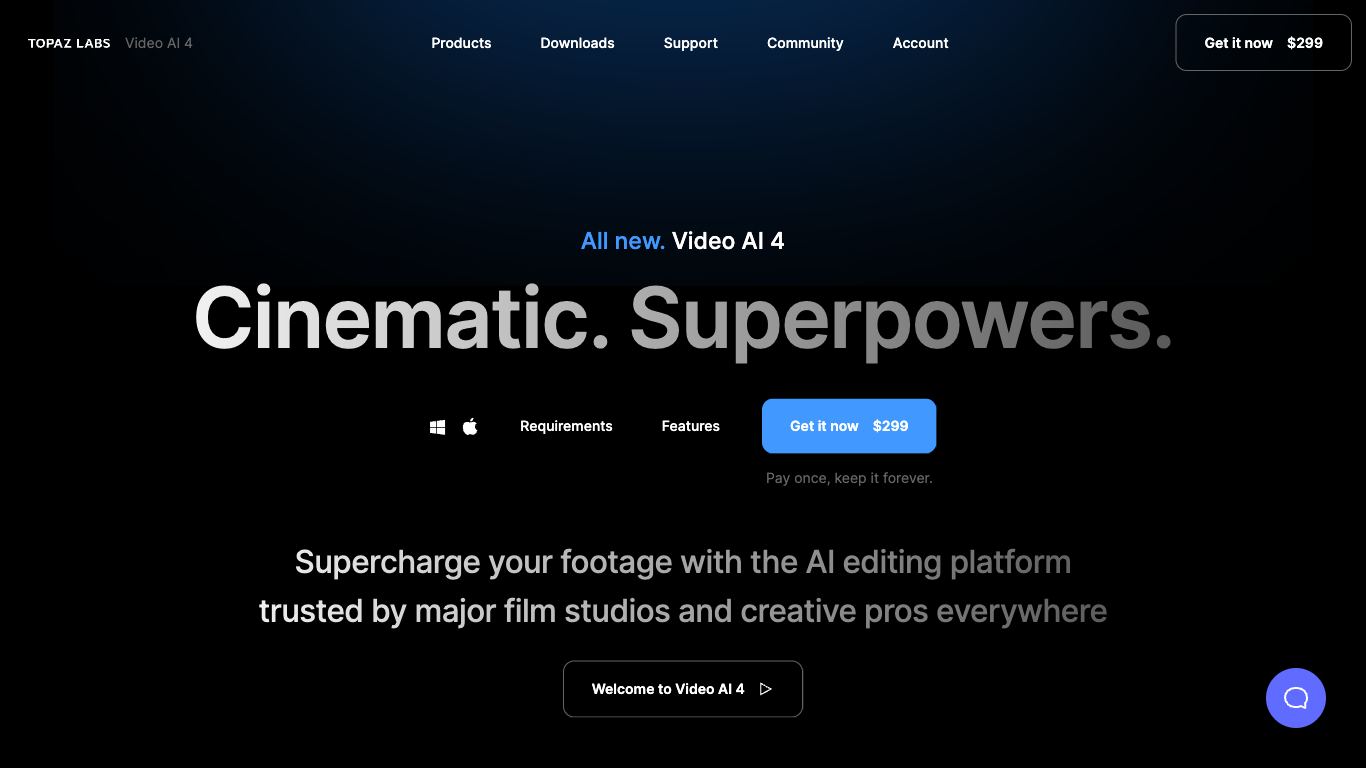 TOPAZ LABS Video AI 4
Products Downloads Support Community Account
Get it now $299
All new. Video AI 4
Cinematic. Superpowers.
Requirements Features Get it now $299
Pay once, keep it forever.
Supercharge your footage with the AI editing platform
trusted by major film studios and creative pros everywhere
Welcome to Video AI 4